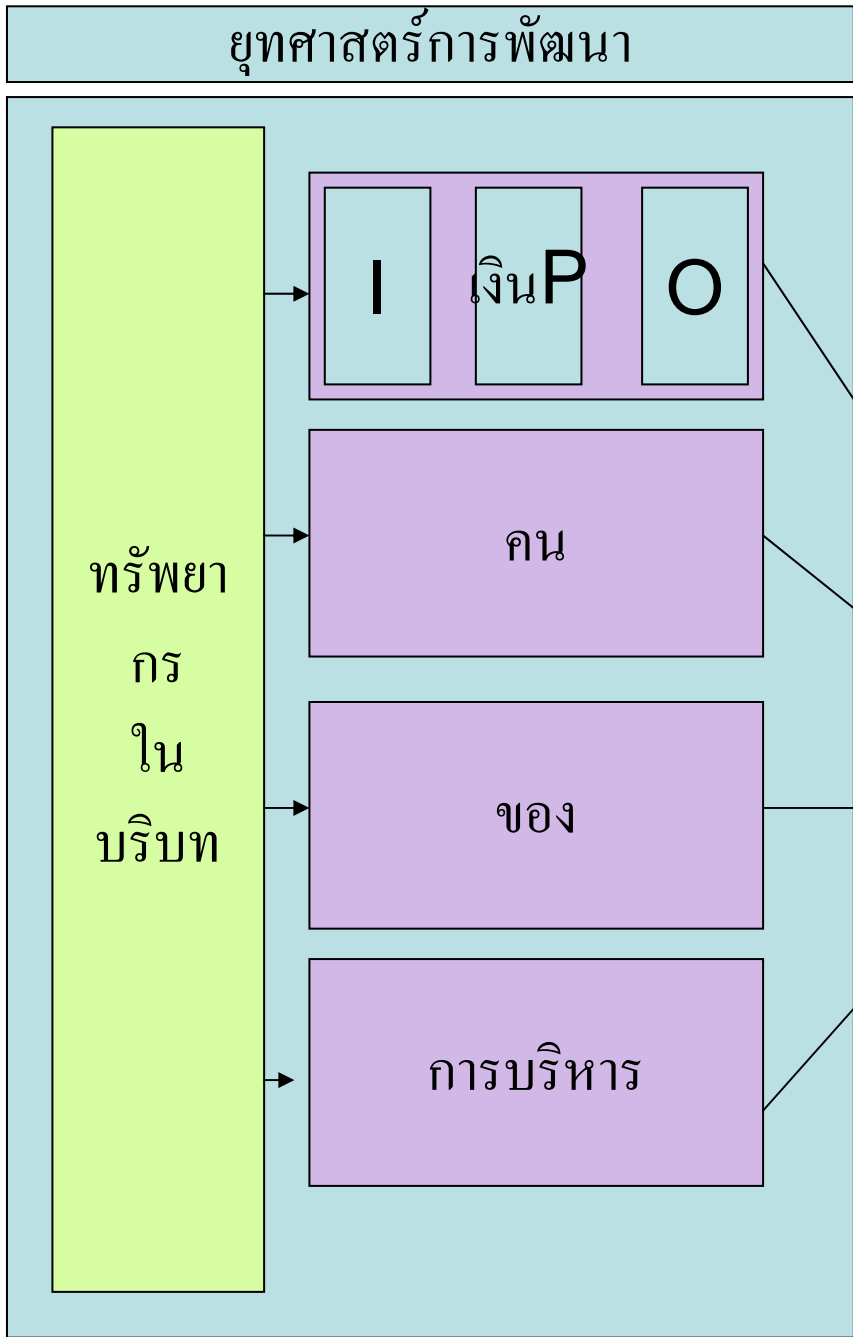 ยุทศาสตร์การพัฒนา
I เงิน P O
คน
ทรัพยา
กร
ใน
บริบท
ของ
การบริหาร